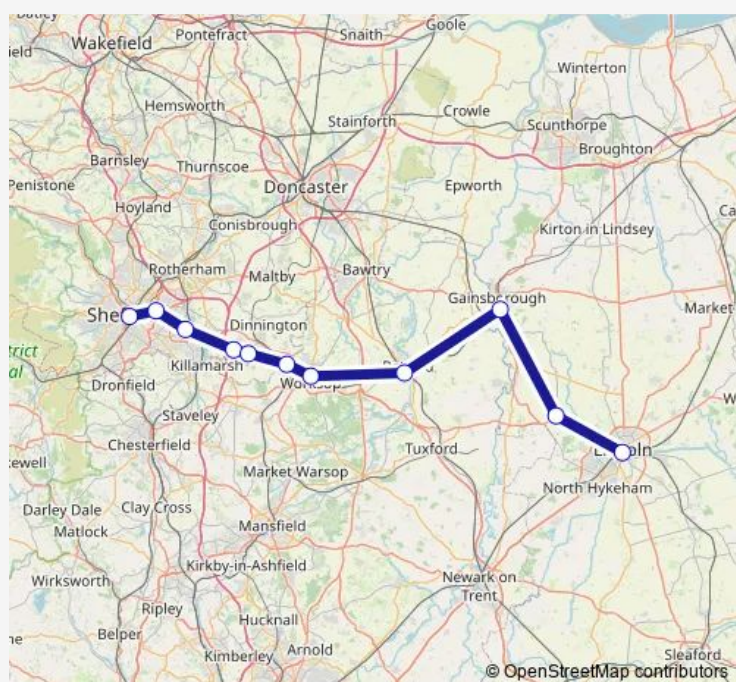 Wakefield
Pontefract
Snaith
Goole
Winterton
Hemsworth
Stainforth
Crowle
Scunthorpe
Broughton
Barnsley
Thurnscoe
Doncaster
Penistone
Epworth
Hoyland
Conisbrough
Kirton in Lindsey
Rotherham
Maltby
Bawtry
Gainsborough
Market
She
Dinnington
Killamarsh
Dronfield
Staveley
Chesterfield
Tuxford
Market Warsop
North Hykeham
Darley Dale
Clay Cross
Matlock
Mansfield
Kirkby-in-Ashfield
Wirksworth
Newark on
Trent
Ripley
Hucknall
Belper
Kimberley
Arnold
Sleaford
© OpenStreetMap contributors